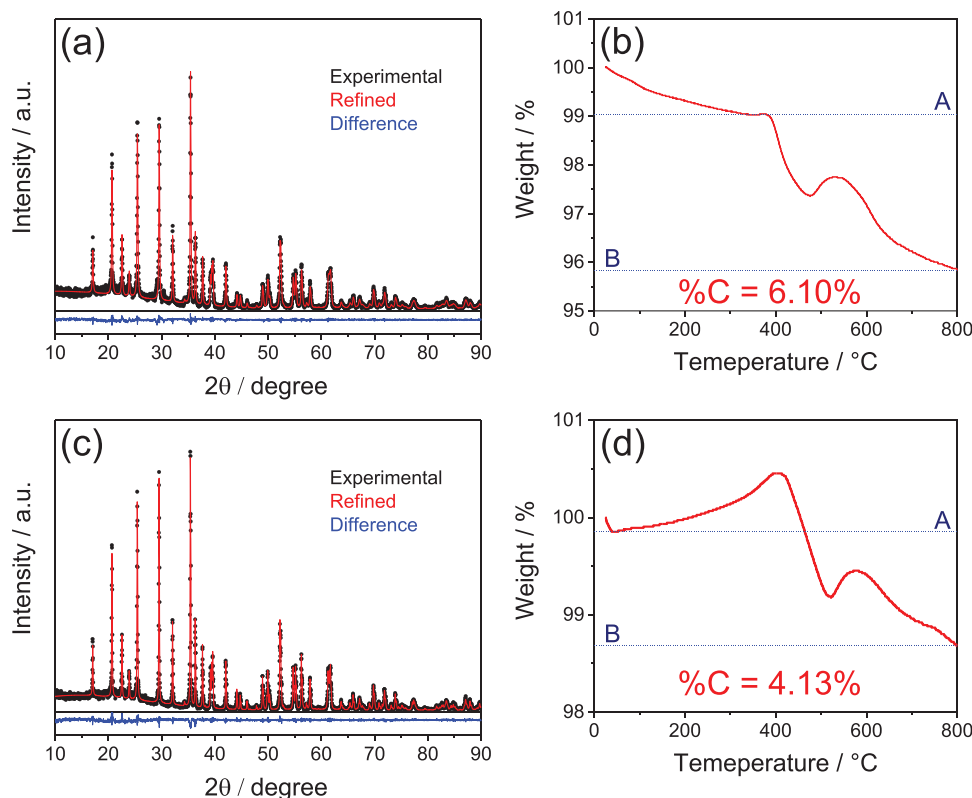 (a)
Experimental
Refined
Difference
Intensity / a.u.
10 20 30 40 50 60 70 80 90
2θ / degree
(b)
101
100
99
98
97
96
95
Weight / %
A
B
%C = 6.10%
0 200 400 600 800
Temeperature / °C
(c)
Experimental
Refined
Difference
Intensity / a.u.
10 20 30 40 50 60 70 80 90
2θ / degree
(d)
101
100
99
98
Weight / %
A
B
%C = 4.13%
0 200 400 600 800
Temeperature / °C